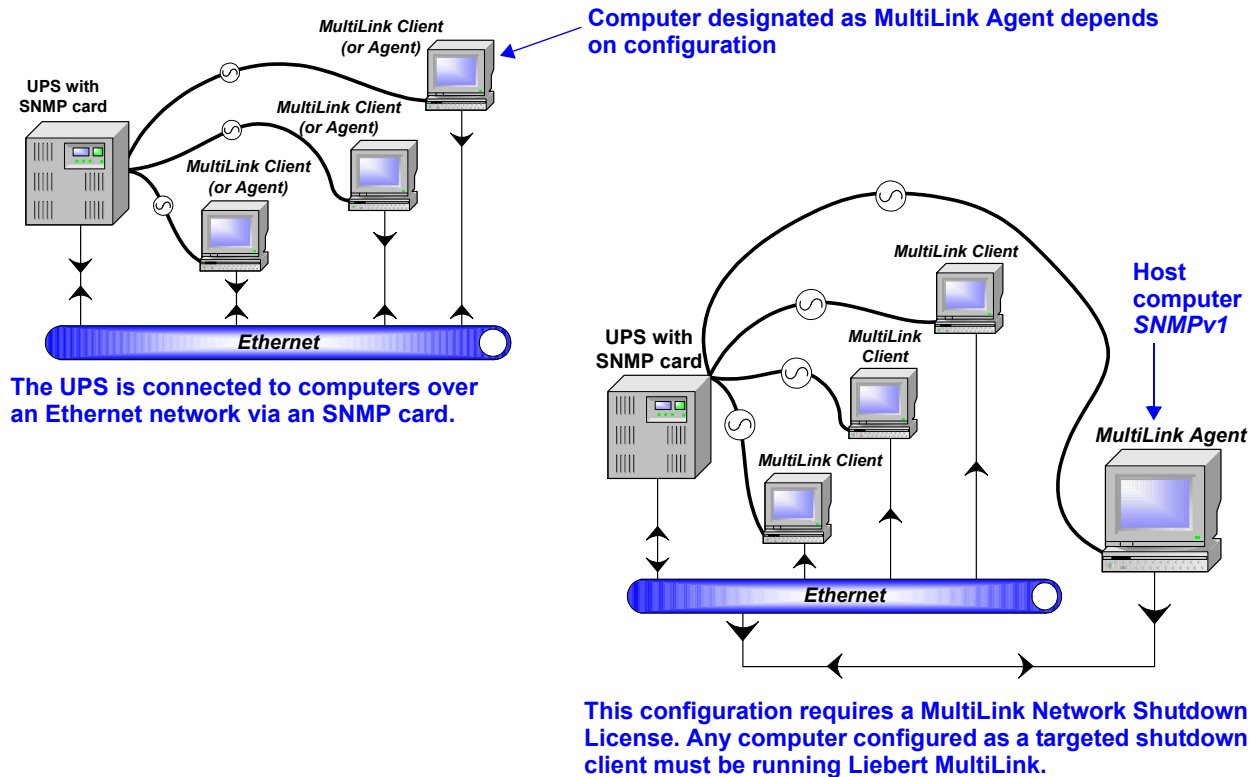 MultiLink Client
(or Agent)
Computer designated as MultiLink Agent depends
on configuration
UPS with
SNMP card
MultiLink Client
(or Agent)
MultiLink Client
(or Agent)
Ethernet
The UPS is connected to computers over
an Ethernet network via an SNMP card.
MultiLink Client
Host
computer
SNMPv1
UPS with
SNMP card
MultiLink
Client
MultiLink Agent
MultiLink Client
Ethernet
This configuration requires a MultiLink Network Shutdown
License. Any computer configured as a targeted shutdown
client must be running Liebert MultiLink.